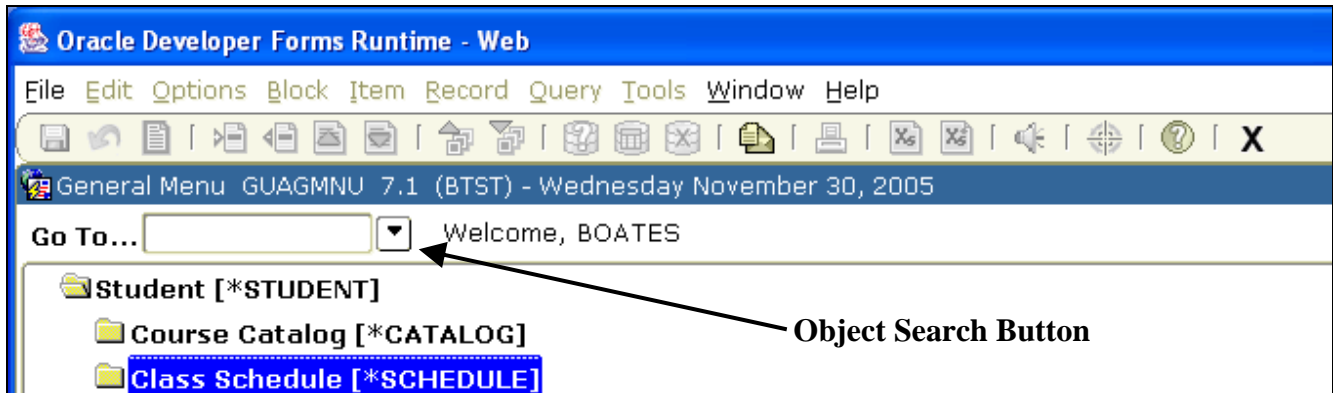 Oracle Developer Forms Runtime - Web
File Edit Options Block Item Record Query Tools Window Help
X
General Menu GUAGMNU 7.1 (BTST) - Wednesday November 30, 2005
Go To... Welcome, BOATES
Student [*STUDENT]
Course Catalog [*CATALOG]
Object Search Button
Class Schedule [*SCHEDULE]